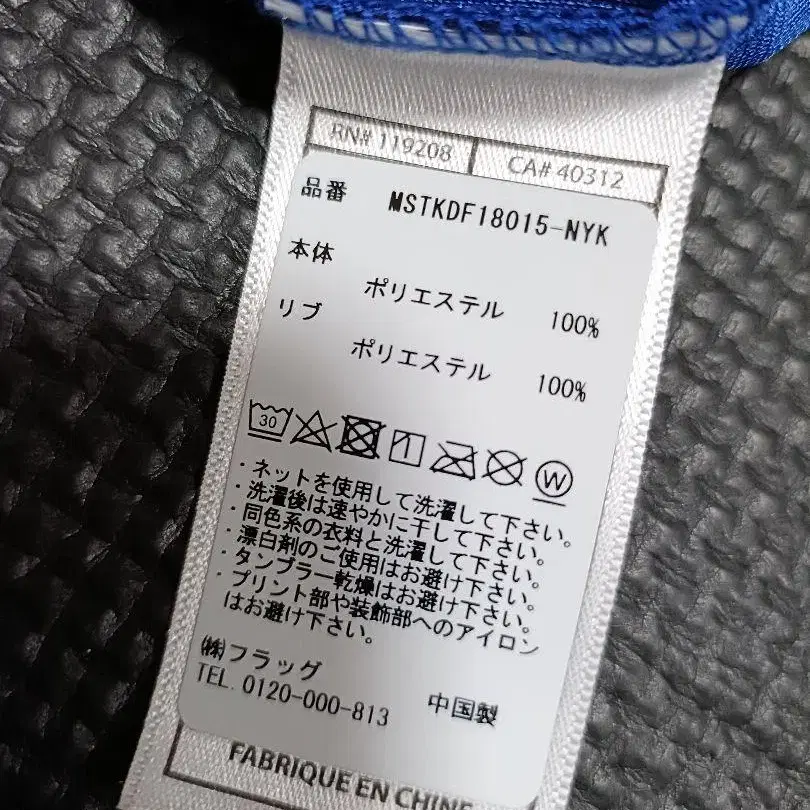 RN# 119208 CA# 40312
品番 MSTKDF18015-NYK
本体
ポリエステル 100%
リブ
ポリエステル 100%
30 W
・ネットを使用して洗濯して下さい。
・洗濯後は速やかに干して下さい。
・同色系の衣料と洗濯して下さい。
・漂白剤のご使用はお避け下さい。
・タンブラー乾燥はお避け下さい。
・プリント部や装飾部へのアイロン
はお避け下さい。
㈱フラッグ
TEL. 0120-000-813 中国製
FABRIQUE EN CHINE